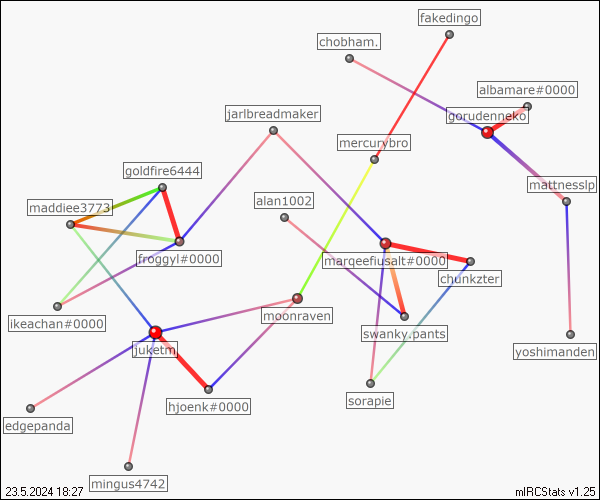 fakedingo
chobham.
albamare#0000
jarlbreadmaker
gorudenneko
mercurybro
goldfire6444
mattnesslp
alan1002
maddiee3773
froggyl#0000
marqeefiusalt#0000
chunkzter
moonraven
ikeachan#0000
swanky.pants
juketm
yoshimanden
sorapie
hjoenk#0000
edgepanda
mingus4742
23.5.2024 18:27
mIRCStats v1.25